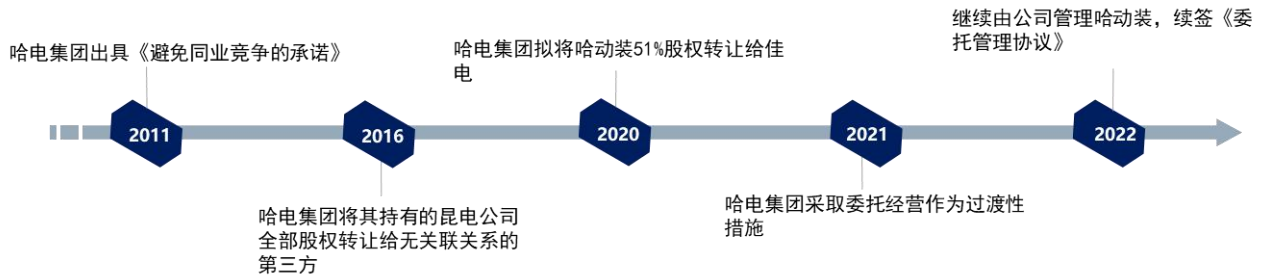 哈电集团出具《避免同业竞争的承诺》
2011
2016
哈电集团将其持有的昆电公司
全部股权转让给无关联关系的
第三方
哈电集团拟将哈动装51%股权转让给佳
电
2020
2021
哈电集团采取委托经营作为过渡性
措施
继续由公司管理哈动装，续签《委
托管理协议》
2022